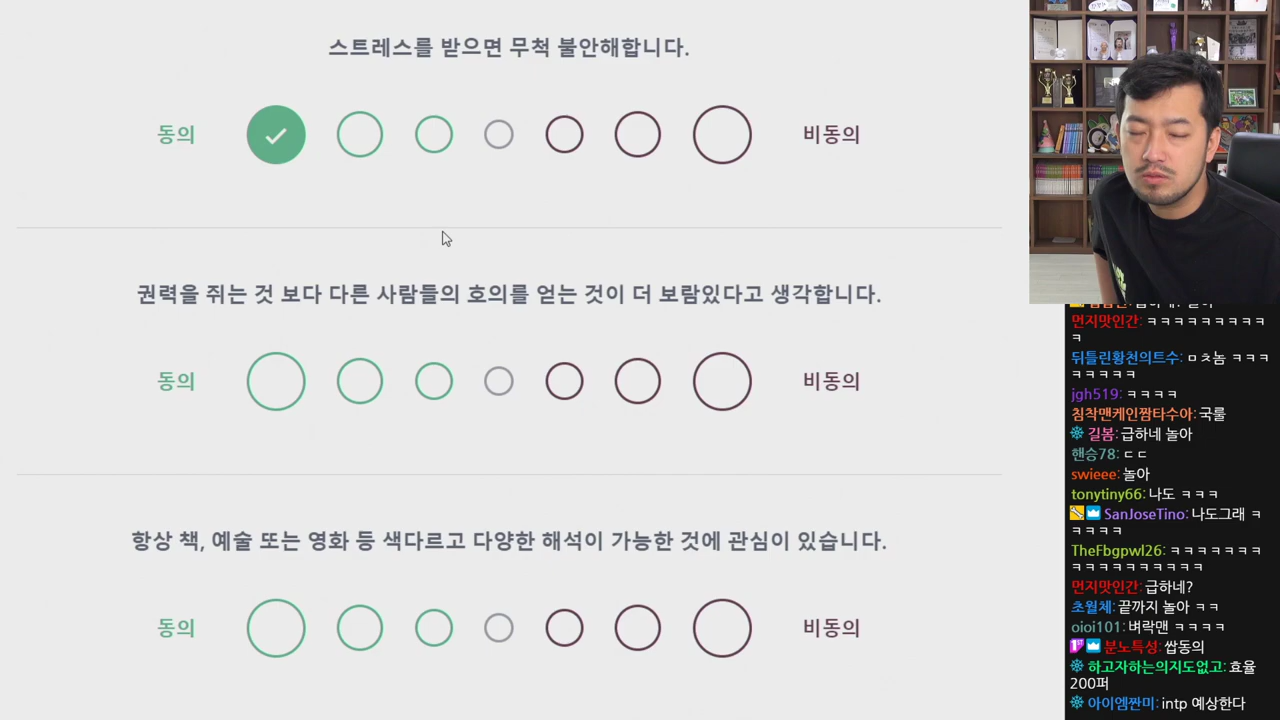 스트레스를 받으면 무척 불안해합니다.
동의
비동의
권력을 쥐는 것 보다 다른 사람들의 호의를 얻는 것이 더 보람있다고 생각합니다.
동의
비동의
항상 책, 예술 또는 영화 등 색다르고 다양한 해석이 가능한 것에 관심이 있습니다.
동의
비동의
먼지맛인간: ㅋㅋㅋㅋㅋㅋㅋㅋㅋ
ㅋ
뒤틀린황천의트수: ㅁㅊ놈 ㅋㅋㅋ
ㅋㅋㅋㅋㅋ
jgh519: ㅋㅋㅋㅋ
침착맨케인짬타수아: 국룰
길봄: 급하네 놀아
핸승78: ㄷㄷ
swieee: 놀아
tonytiny66: 나도 ㅋㅋㅋ
SanJoseTino: 나도그래 ㅋ
ㅋㅋㅋㅋ
TheFbgpwl26: ㅋㅋㅋㅋㅋㅋㅋ
ㅋㅋㅋㅋㅋㅋㅋㅋㅋㅋ
먼지맛인간: 급하네?
초월체: 끝까지 놀아 ㅋㅋ
oioi101: 벼락맨 ㅋㅋㅋㅋ
1ST 분노특성: 쌉동의
하고자하는의지도없고: 효율
200퍼
아이엠짠미: intp 예상한다